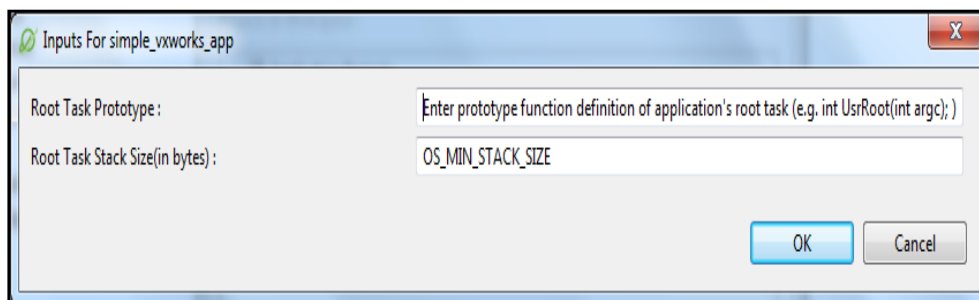 Inputs For simple_vxworks_app
X
Root Task Prototype :
Enter prototype function definition of application's root task (e.g. int UsrRoot(int argc); )
Root Task Stack Size(in bytes) :
OS_MIN_STACK_SIZE
OK Cancel